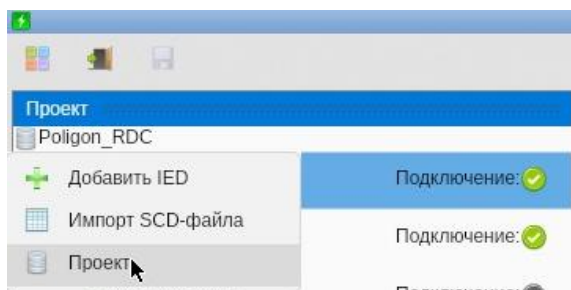 Проект
Poligon_RDC
Добавить IED
Подключение:
Импорт SCD-файла
Подключение:
Проект